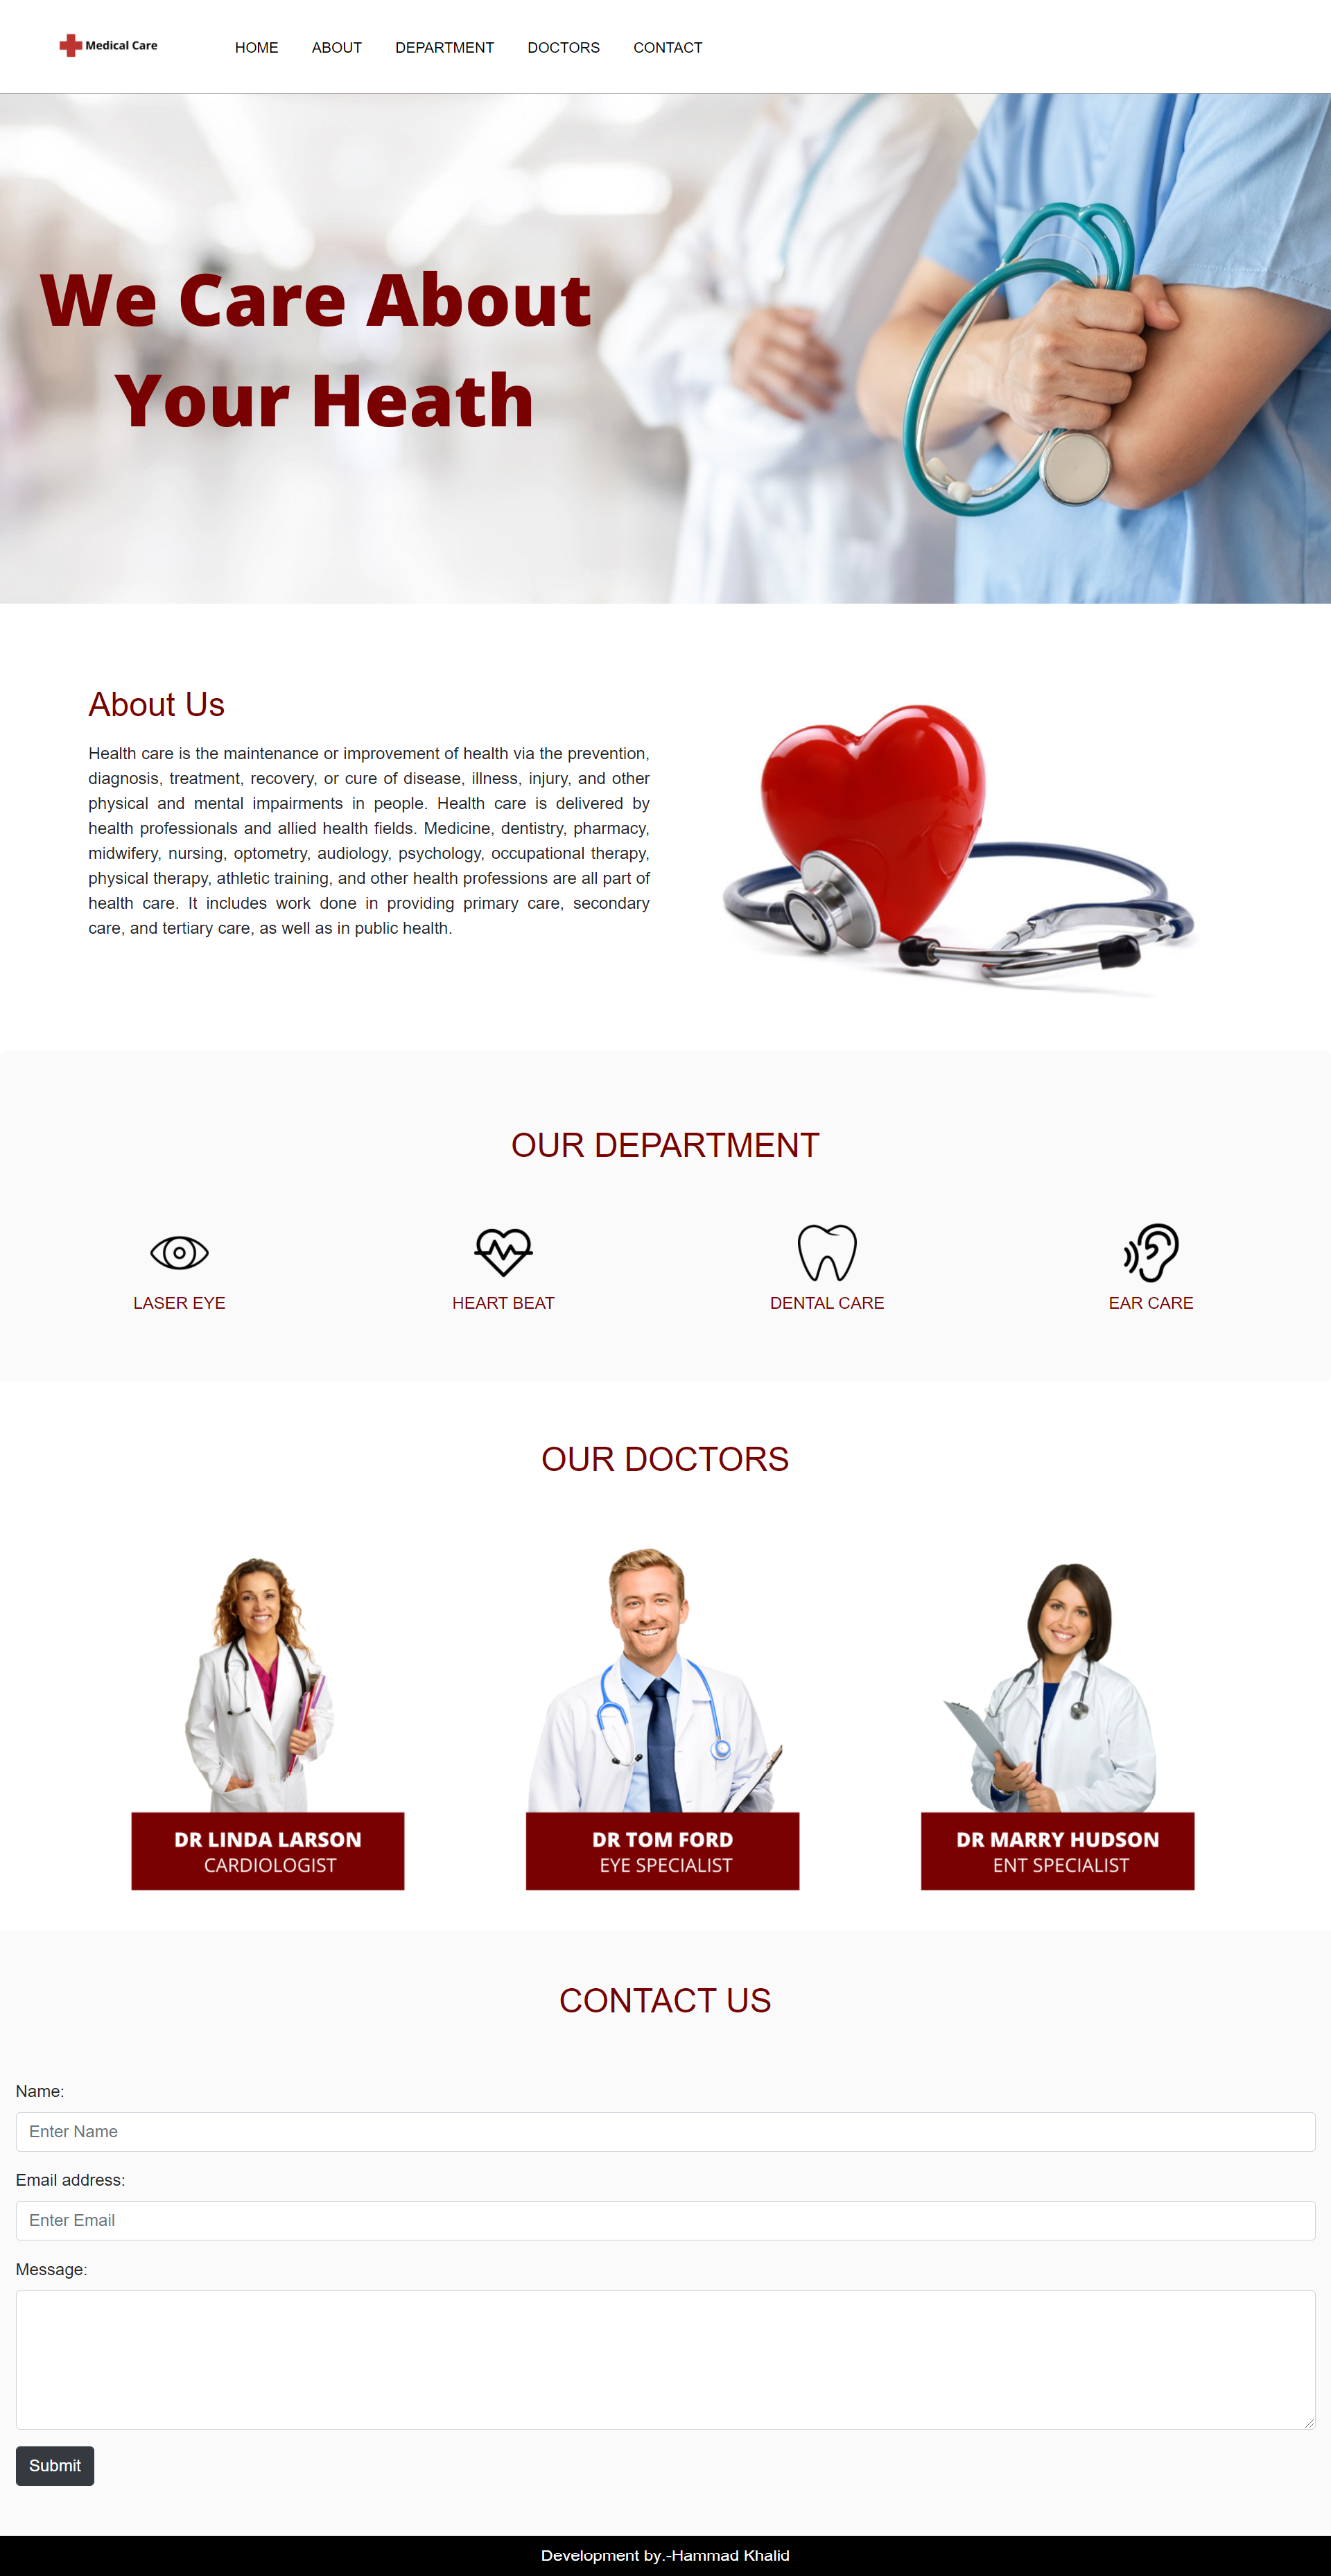 Medical Care
HOME ABOUT DEPARTMENT DOCTORS CONTACT
We Care About
Your Heath
About Us
Health care is the maintenance or improvement of health via the prevention,
diagnosis, treatment, recovery, or cure of disease, illness, injury, and other
physical and mental impairments in people. Health care is delivered by
health professionals and allied health fields. Medicine, dentistry, pharmacy,
midwifery, nursing, optometry, audiology, psychology, occupational therapy,
physical therapy, athletic training, and other health professions are all part of
health care. It includes work done in providing primary care, secondary
care, and tertiary care, as well as in public health.
OUR DEPARTMENT
LASER EYE
HEART BEAT
DENTAL CARE
EAR CARE
OUR DOCTORS
DR LINDA LARSON
CARDIOLOGIST
DR TOM FORD
EYE SPECIALIST
DR MARRY HUDSON
ENT SPECIALIST
CONTACT US
Name:
Enter Name
Email address:
Enter Email
Message:
Submit
Development by.-Hammad Khalid